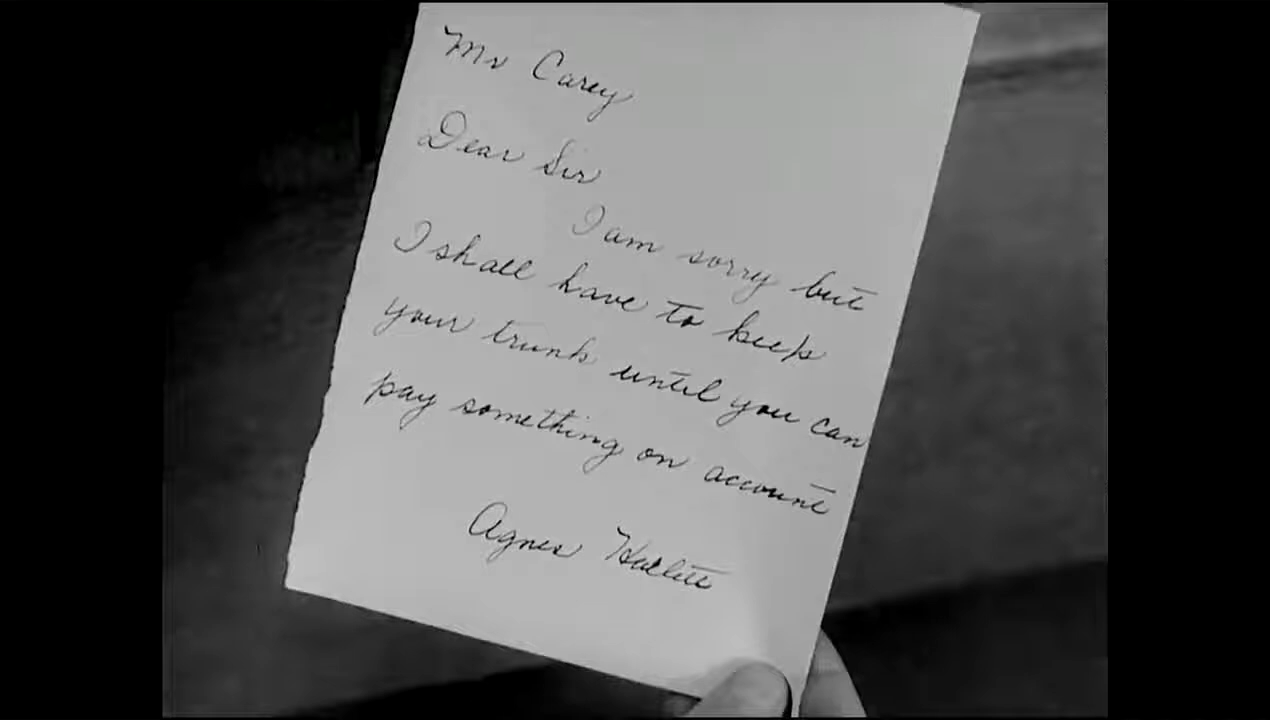 Mr Carey
Dear Sir
I am sorry but
I shall have to keep
your trunk until you can
pay something on account
Agnes